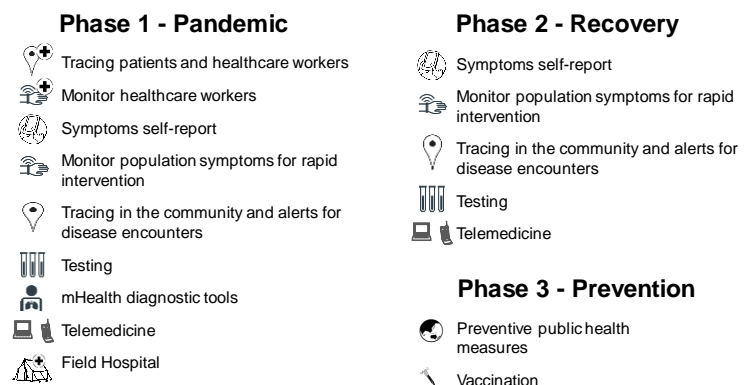 Phase 1 - Pandemic
Tracing patients and healthcare workers
Monitor healthcare workers
Symptoms self-report
Monitor population symptoms for rapid
intervention
Tracing in the community and alerts for
disease encounters
Testing
mHealth diagnostic tools
Telemedicine
Field Hospital
Phase 2 - Recovery
Symptoms self-report
Monitor population symptoms for rapid
intervention
Tracing in the community and alerts for
disease encounters
Testing
Telemedicine
Phase 3 - Prevention
Preventive public health
measures
Vaccination